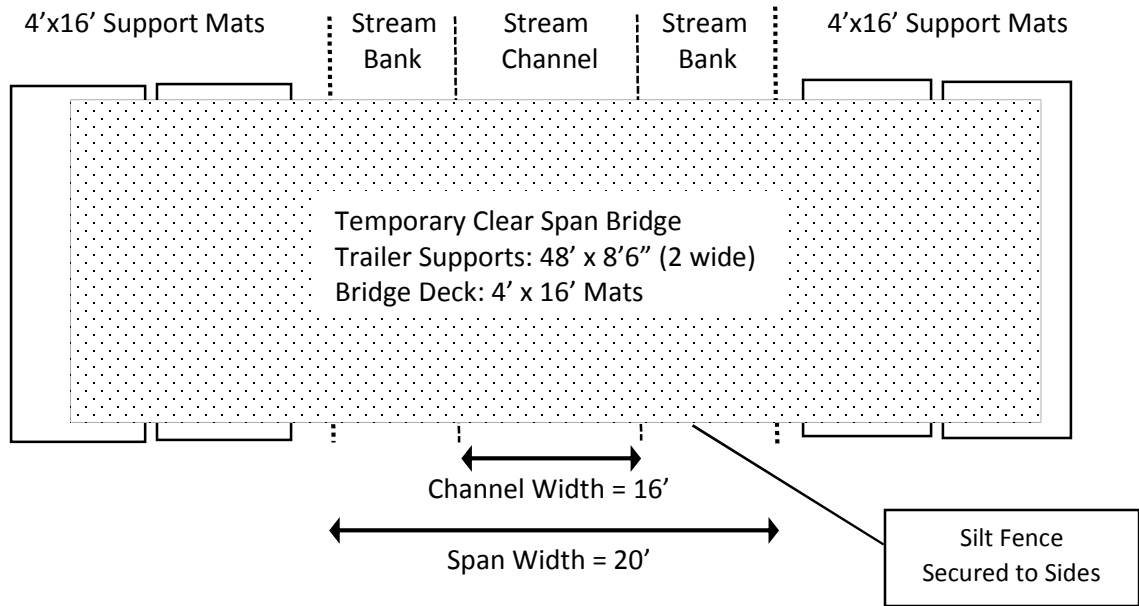 4’x16’ Support Mats
Stream
Bank
Stream
Channel
Stream
Bank
4’x16’ Support Mats
Temporary Clear Span Bridge
Trailer Supports: 48’ x 8’6” (2 wide)
Bridge Deck: 4’ x 16’ Mats
Channel Width = 16’
Span Width = 20’
Silt Fence
Secured to Sides